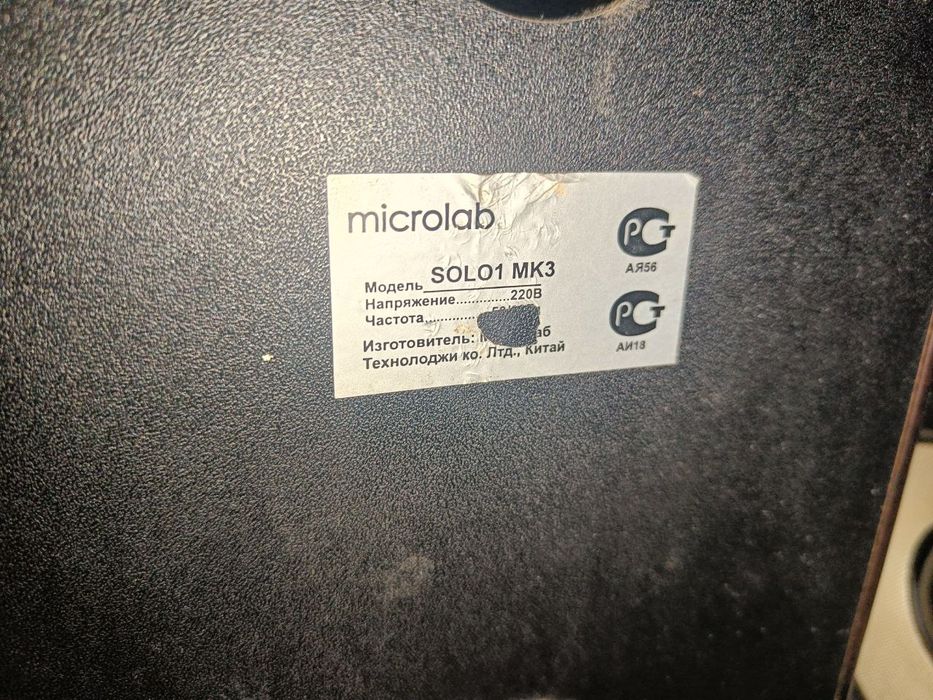 microlab
Модель SOLO1 MK3
Напряжение..............220В
Частота
Изготовитель:
Технолоджи ко. Лтд., Китай
РСТ
АЯ56
РСТ
АИ18